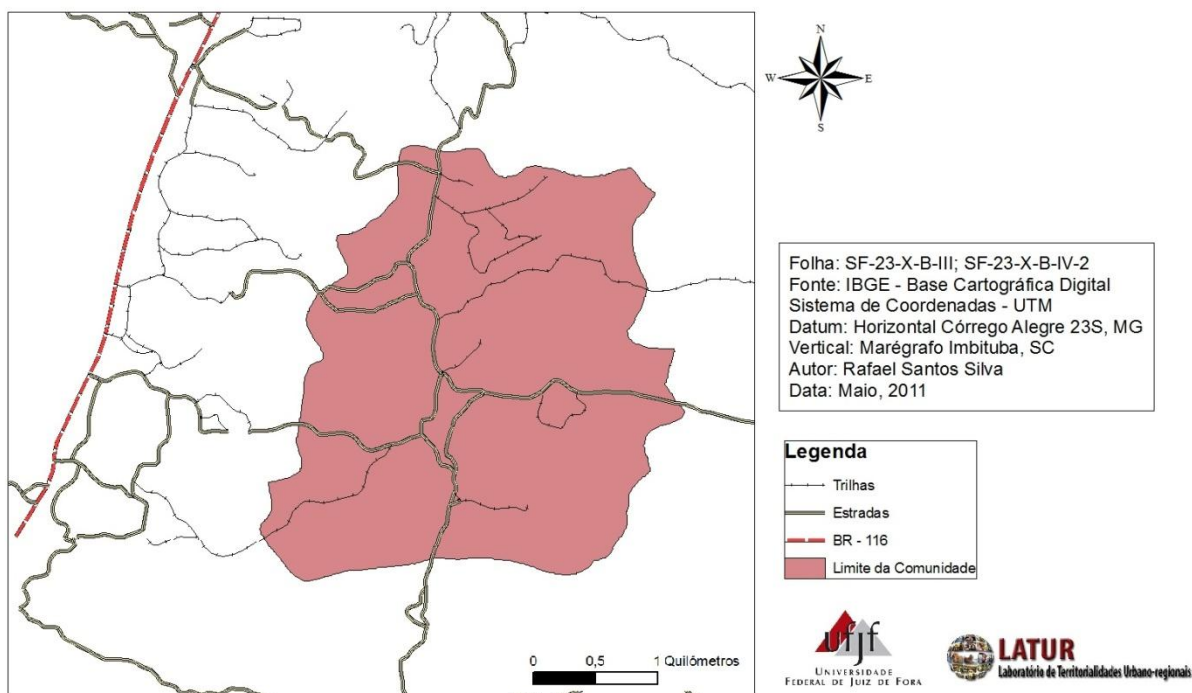 N
W E
S
Folha: SF-23-X-B-III; SF-23-X-B-IV-2
Fonte: IBGE - Base Cartográfica Digital
Sistema de Coordenadas - UTM
Datum: Horizontal Córrego Alegre 23S, MG
Vertical: Marégrafo Imbituba, SC
Autor: Rafael Santos Silva
Data: Maio, 2011
Legenda
Trilhas
Estradas
BR - 116
Limite da Comunidade
0 0,5 1 Quilômetros
ufjf
UNIVERSIDADE
FEDERAL DE JUIZ DE FORA
LATUR
Laboratório de Territorialidades Urbano-regionais